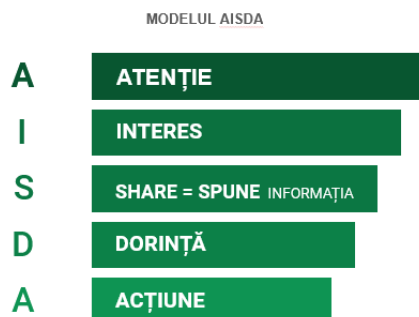 MODELUL AISDA
A ATENȚIE
I INTERES
S SHARE = SPUNE INFORMAȚIA
D DORINȚĂ
A ACȚIUNE